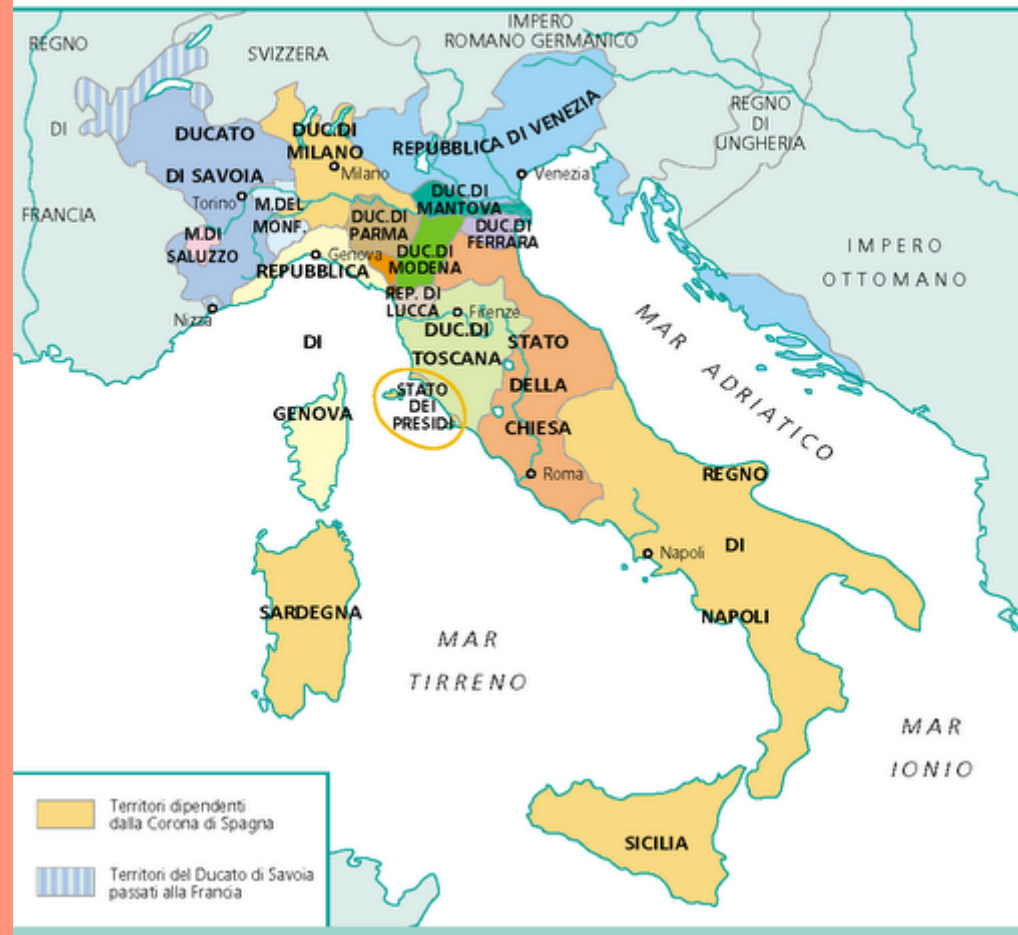 IMPERO
ROMANO GERMANICO
REGNO
DI
FRANCIA
SVIZZERA
REGNO
DI
UNGHERIA
IMPERO
OTTOMANO
DUCATO
DI SAVOIA
Torino
DUC.DI
MILANO
Milano
REPUBBLICA DI VENEZIA
Venezia
DUC.DI
MANTOVA
M.DEL
MONF.
DUC.DI
PARMA
DUC.DI
FERRARA
M.DI
SALUZZO
DUC.DI
MODENA
Genova
REPUBBLICA
DI
GENOVA
Nizza
REP. DI
LUCCA
Firenze
DUC.DI
TOSCANA
STATO
DELLA
CHIESA
STATO
DEI
PRESIDI
Roma
MAR ADRIATICO
REGNO
DI
NAPOLI
Napoli
SARDEGNA
MAR
TIRRENO
MAR
IONIO
SICILIA
Territori dipendenti
dalla Corona di Spagna
Territori del Ducato di Savoia
passati alla Francia